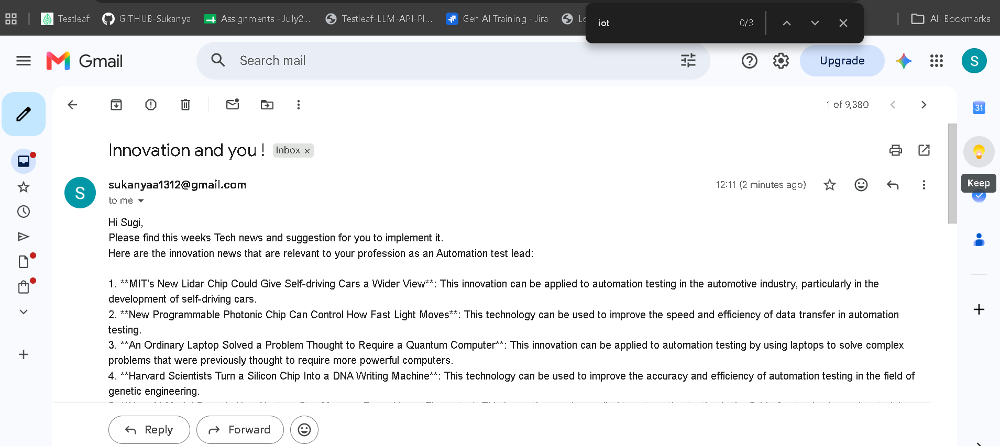 Testleaf
GITHUB-Sukanya
Assignments - July2...
Testleaf-LLM-API-Pl...
Gen AI Training - Jira
Lo
iot
0/3
All Bookmarks
Gmail
Search mail
Upgrade
S
1 of 9,380
31
Innovation and you !
Inbox ×
S
sukanyaa1312@gmail.com
12:11 (2 minutes ago)
Keep
to me
Hi Sugi,
Please find this weeks Tech news and suggestion for you to implement it.
Here are the innovation news that are relevant to your profession as an Automation test lead:
1. **MIT's New Lidar Chip Could Give Self-driving Cars a Wider View**: This innovation can be applied to automation testing in the automotive industry, particularly in the
development of self-driving cars.
2. **New Programmable Photonic Chip Can Control How Fast Light Moves**: This technology can be used to improve the speed and efficiency of data transfer in automation
testing.
3. **An Ordinary Laptop Solved a Problem Thought to Require a Quantum Computer**: This innovation can be applied to automation testing by using laptops to solve complex
problems that were previously thought to require more powerful computers.
4. **Harvard Scientists Turn a Silicon Chip Into a DNA Writing Machine**: This technology can be used to improve the accuracy and efficiency of automation testing in the field of
genetic engineering.
Reply
Forward